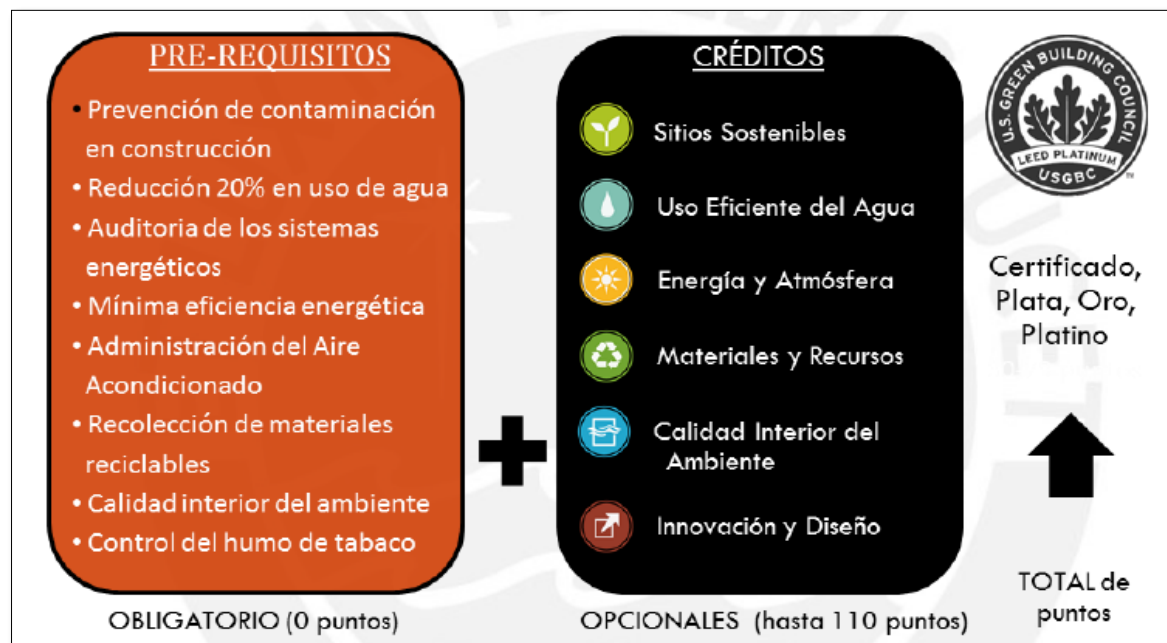 PRE-REQUISITOS
• Prevención de contaminación
en construcción
• Reducción 20% en uso de agua
• Auditoria de los sistemas
energéticos
• Mínima eficiencia energética
• Administración del Aire
Acondicionado
• Recolección de materiales
reciclables
• Calidad interior del ambiente
• Control del humo de tabaco
OBLIGATORIO (0 puntos)
CRÉDITOS
Sitios Sostenibles
Uso Eficiente del Agua
Energía y Atmósfera
Materiales y Recursos
Calidad Interior del
Ambiente
Innovación y Diseño
OPCIONALES (hasta 110 puntos)
U.S. GREEN BUILDING COUNCIL
LEED PLATINUM
USGBC
TM
Certificado,
Plata, Oro,
Platino
TOTAL de
puntos